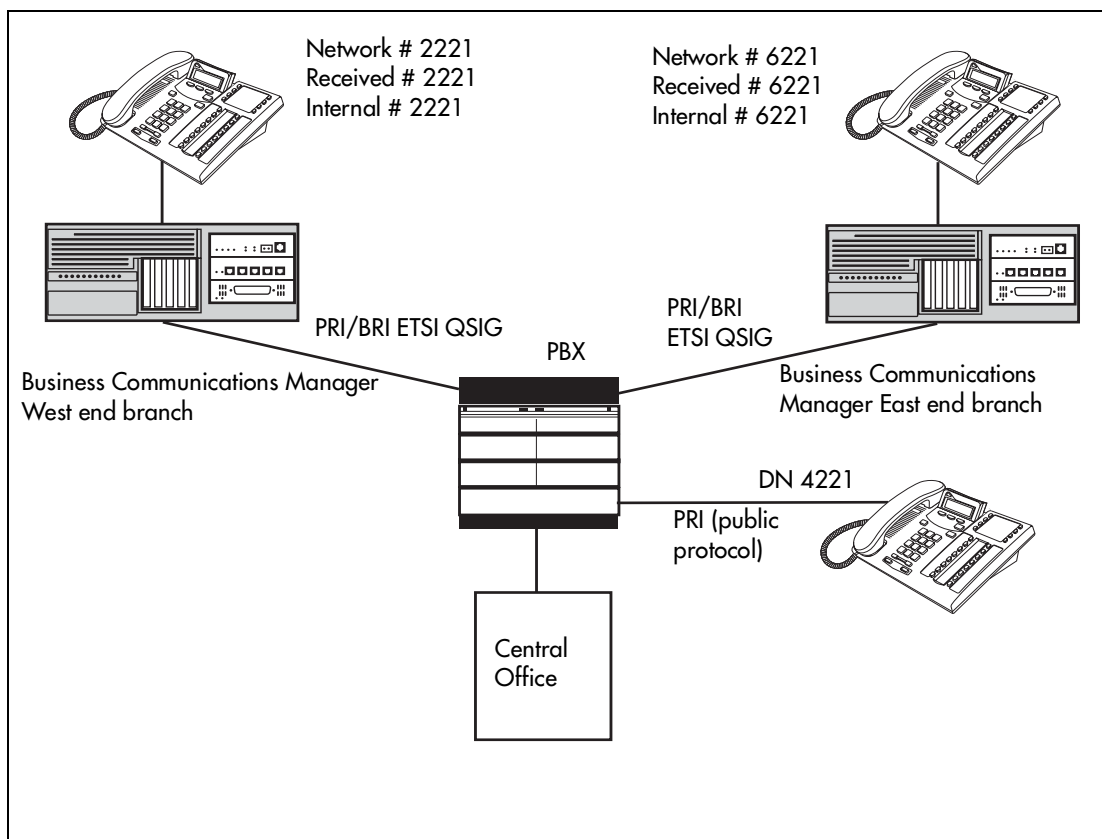 Network # 2221
Received # 2221
Internal # 2221
Network # 6221
Received # 6221
Internal # 6221
PRI/BRI ETSI QSIG
PRI/BRI
ETSI QSIG
PBX
Business Communications Manager
West end branch
Business Communications
Manager East end branch
DN 4221
PRI (public
protocol)
Central
Office